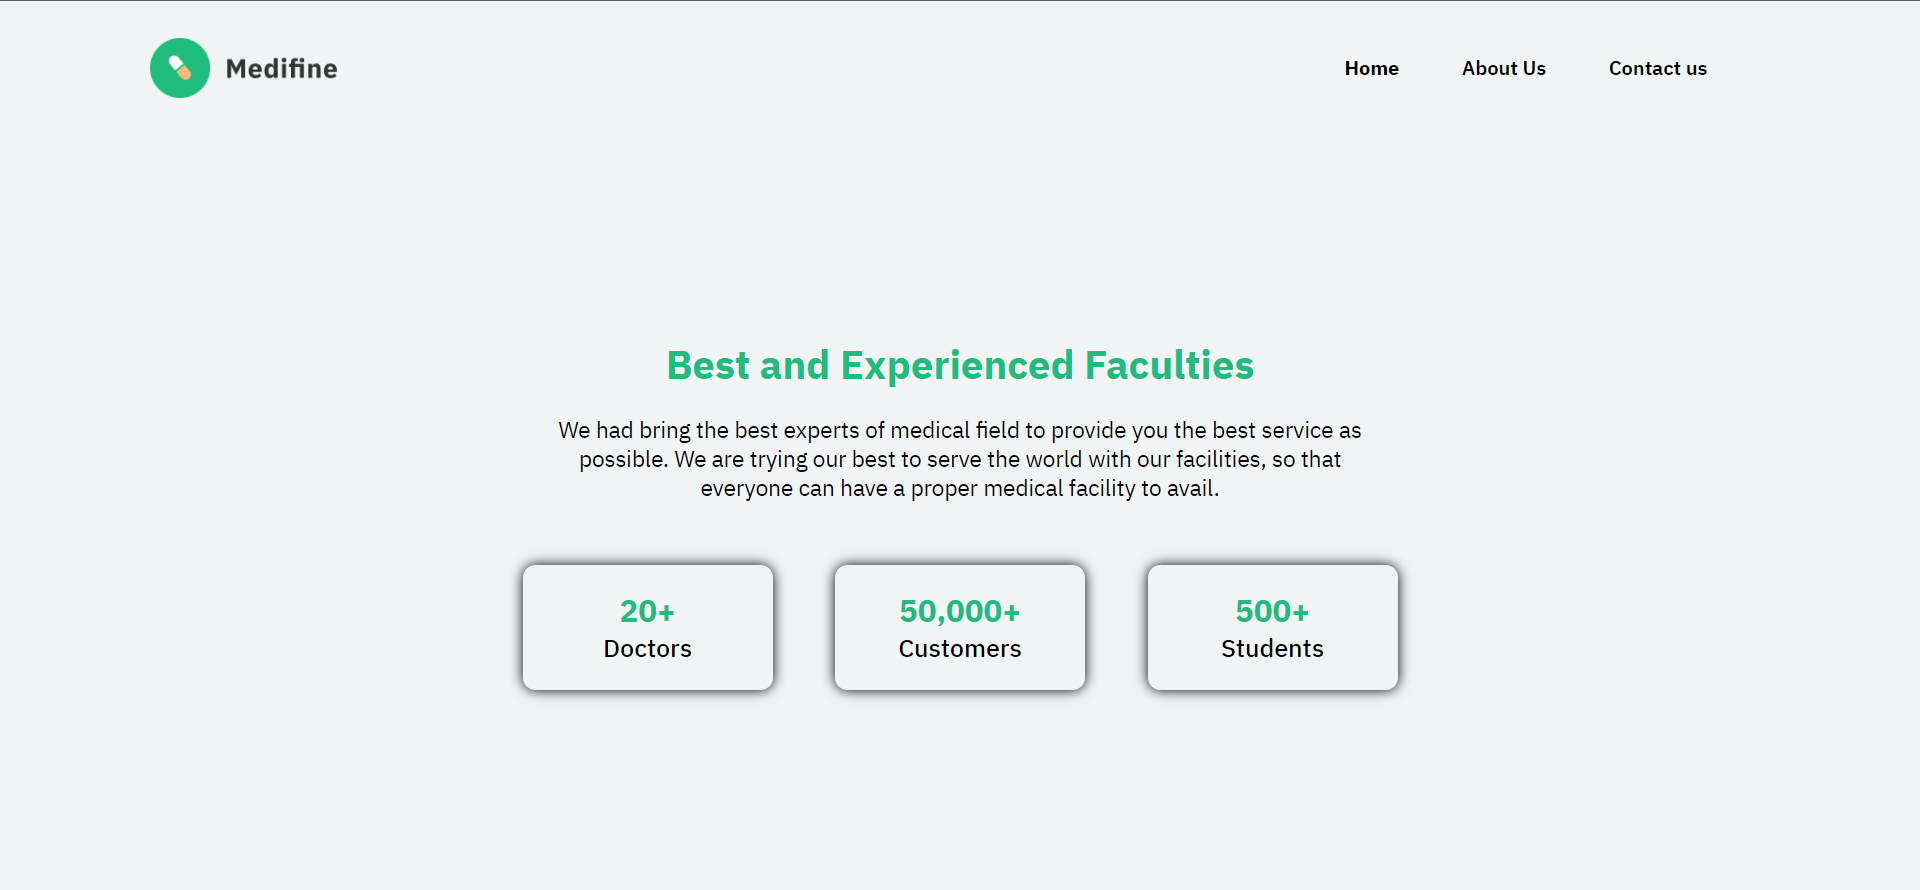 Medifine
Home
About Us
Contact us
Best and Experienced Faculties
We had bring the best experts of medical field to provide you the best service as
possible. We are trying our best to serve the world with our facilities, so that
everyone can have a proper medical facility to avail.
20+
Doctors
50,000+
Customers
500+
Students